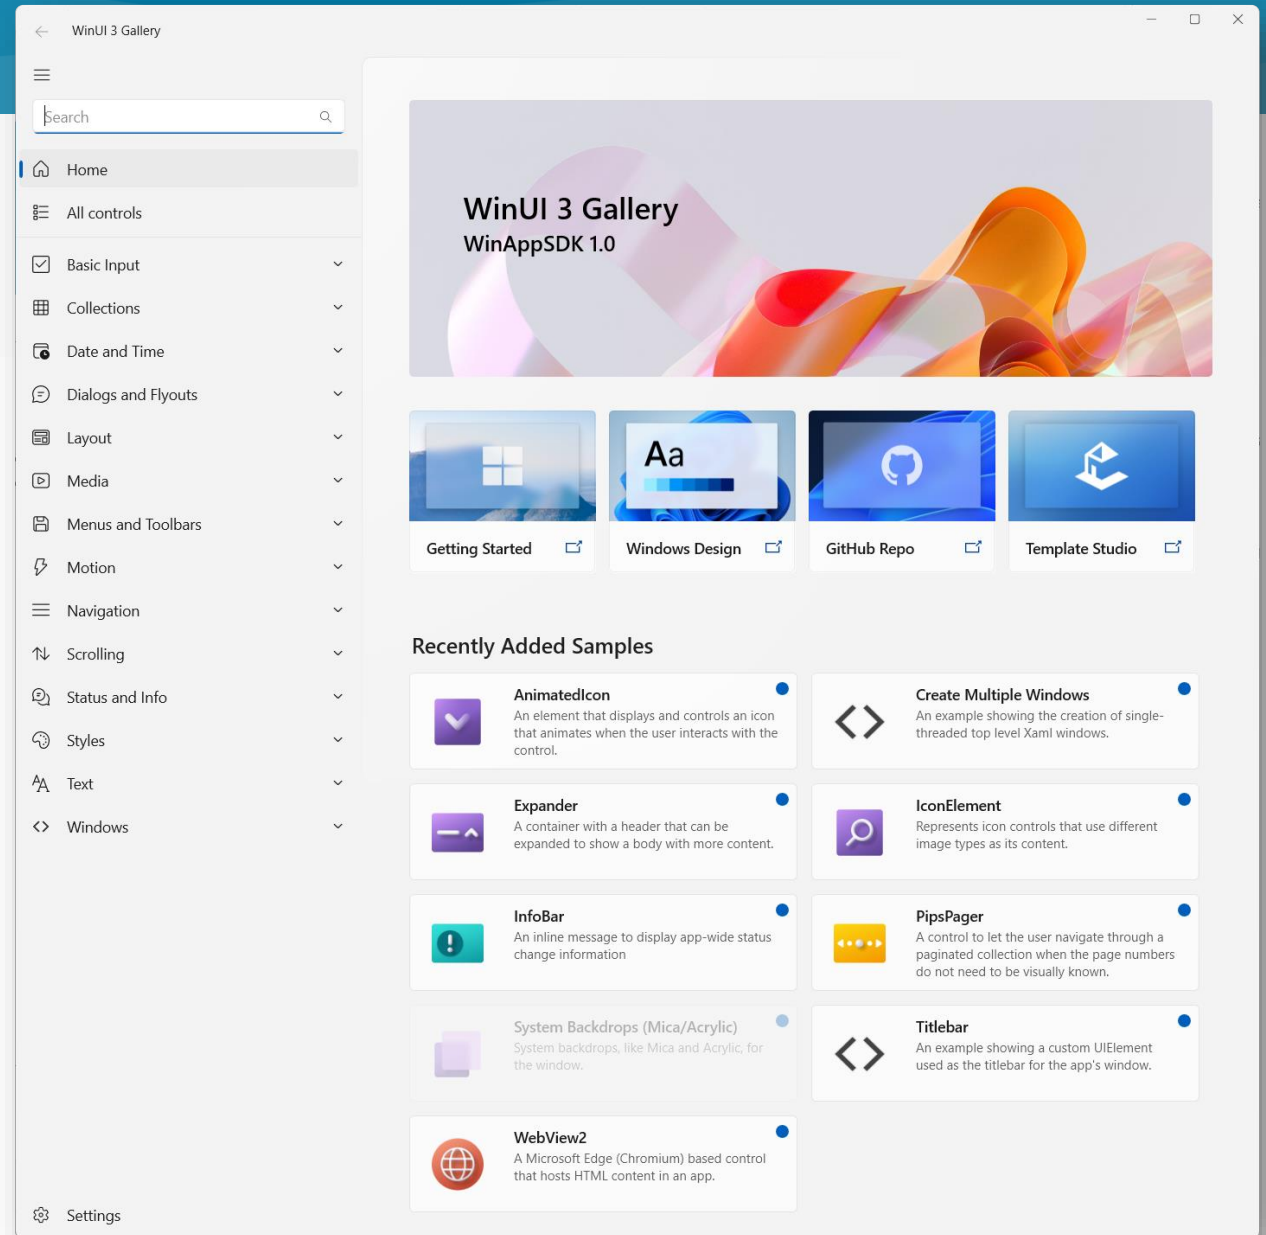 WinUI 3 Gallery
Search
Home
All controls
Basic Input
Collections
Date and Time
Dialogs and Flyouts
Layout
Media
Menus and Toolbars
Motion
Navigation
Scrolling
Status and Info
Styles
Text
Windows
Settings
WinUI 3 Gallery
WinAppSDK 1.0
Aa
Getting Started
Windows Design
GitHub Repo
Template Studio
Recently Added Samples
AnimatedIcon
An element that displays and controls an icon
that animates when the user interacts with the
control.
Create Multiple Windows
An example showing the creation of single-
threaded top level Xaml windows.
Expander
A container with a header that can be
expanded to show a body with more content.
IconElement
Represents icon controls that use different
image types as its content.
InfoBar
An inline message to display app-wide status
change information
PipsPager
A control to let the user navigate through a
paginated collection when the page numbers
do not need to be visually known.
System Backdrops (Mica/Acrylic)
System backdrops, like Mica and Acrylic, for
the window.
Titlebar
An example showing a custom UIElement
used as the titlebar for the app's window.
WebView2
A Microsoft Edge (Chromium) based control
that hosts HTML content in an app.